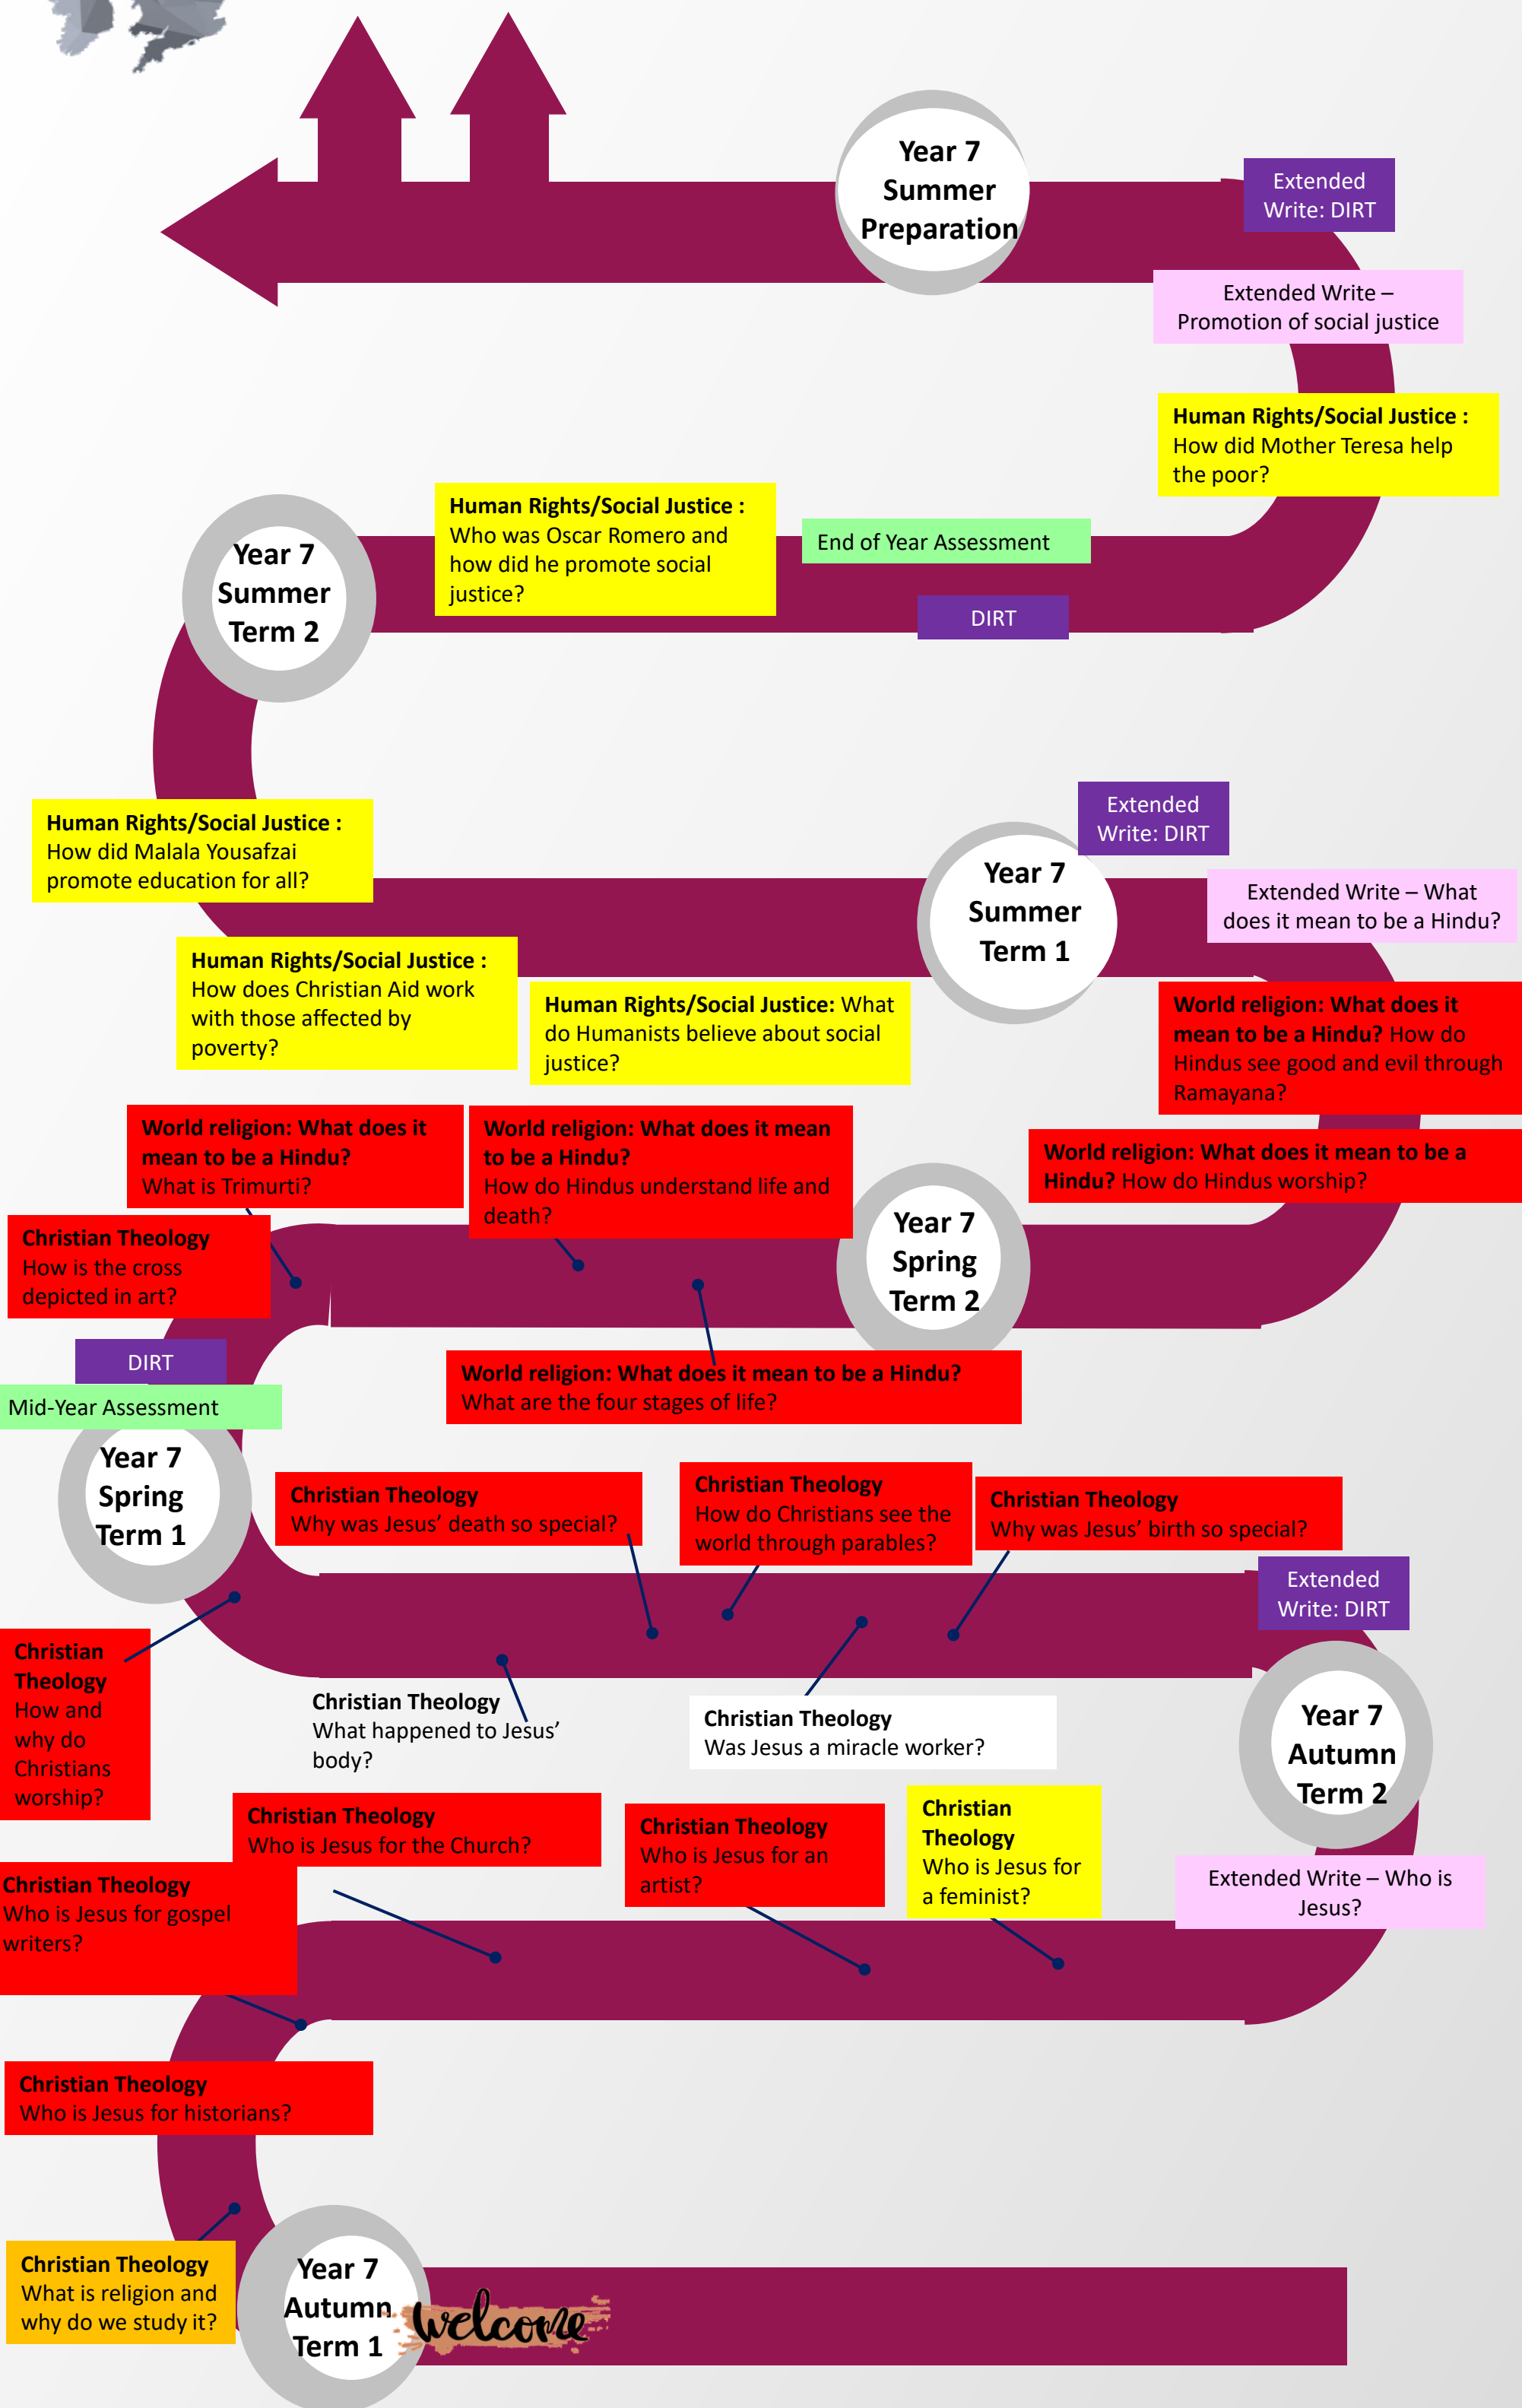 Year 7
Summer
Preparation
Extended
Write: DIRT
Extended Write –
Promotion of social justice
Human Rights/Social Justice :
How did Mother Teresa help
the poor?
Human Rights/Social Justice :
Who was Oscar Romero and
how did he promote social
justice?
End of Year Assessment
DIRT
Year 7
Summer
Term 2
Human Rights/Social Justice :
How did Malala Yousafzai
promote education for all?
Extended
Write: DIRT
Year 7
Summer
Term 1
Extended Write – What
does it mean to be a Hindu?
Human Rights/Social Justice :
How does Christian Aid work
with those affected by
poverty?
Human Rights/Social Justice: What
do Humanists believe about social
justice?
World religion: What does it
mean to be a Hindu? How do
Hindus see good and evil through
Ramayana?
World religion: What does it
mean to be a Hindu?
What is Trimurti?
World religion: What does it mean
to be a Hindu?
How do Hindus understand life and
death?
World religion: What does it mean to be a
Hindu? How do Hindus worship?
Year 7
Spring
Term 2
Christian Theology
How is the cross
depicted in art?
DIRT
World religion: What does it mean to be a Hindu?
What are the four stages of life?
Mid-Year Assessment
Year 7
Spring
Term 1
Christian Theology
Why was Jesus’ death so special?
Christian Theology
How do Christians see the
world through parables?
Christian Theology
Why was Jesus’ birth so special?
Extended
Write: DIRT
Christian
Theology
How and
why do
Christians
worship?
Christian Theology
What happened to Jesus’
body?
Christian Theology
Was Jesus a miracle worker?
Year 7
Autumn
Term 2
Christian Theology
Who is Jesus for the Church?
Christian Theology
Who is Jesus for an
artist?
Christian
Theology
Who is Jesus for
a feminist?
Extended Write – Who is
Jesus?
Christian Theology
Who is Jesus for gospel
writers?
Christian Theology
Who is Jesus for historians?
Christian Theology
What is religion and
why do we study it?
Year 7
Autumn
Term 1
welcome